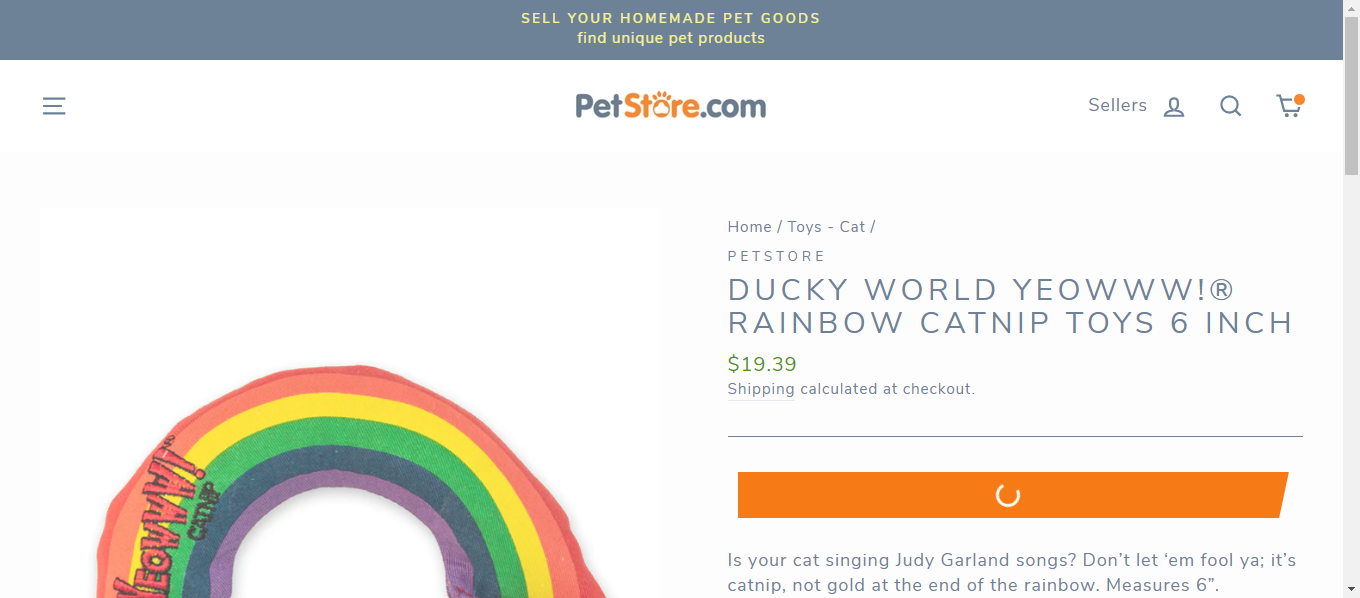 SELL YOUR HOMEMADE PET GOODS
find unique pet products
PetStore.com
Sellers
Home / Toys - Cat /
PETSTORE
DUCKY WORLD YEOWWW!®
RAINBOW CATNIP TOYS 6 INCH
$19.39
Shipping calculated at checkout.
YEOWWW!®
CATNIP
YEOWWW!
Is your cat singing Judy Garland songs? Don’t let ‘em fool ya; it’s
catnip, not gold at the end of the rainbow. Measures 6”.